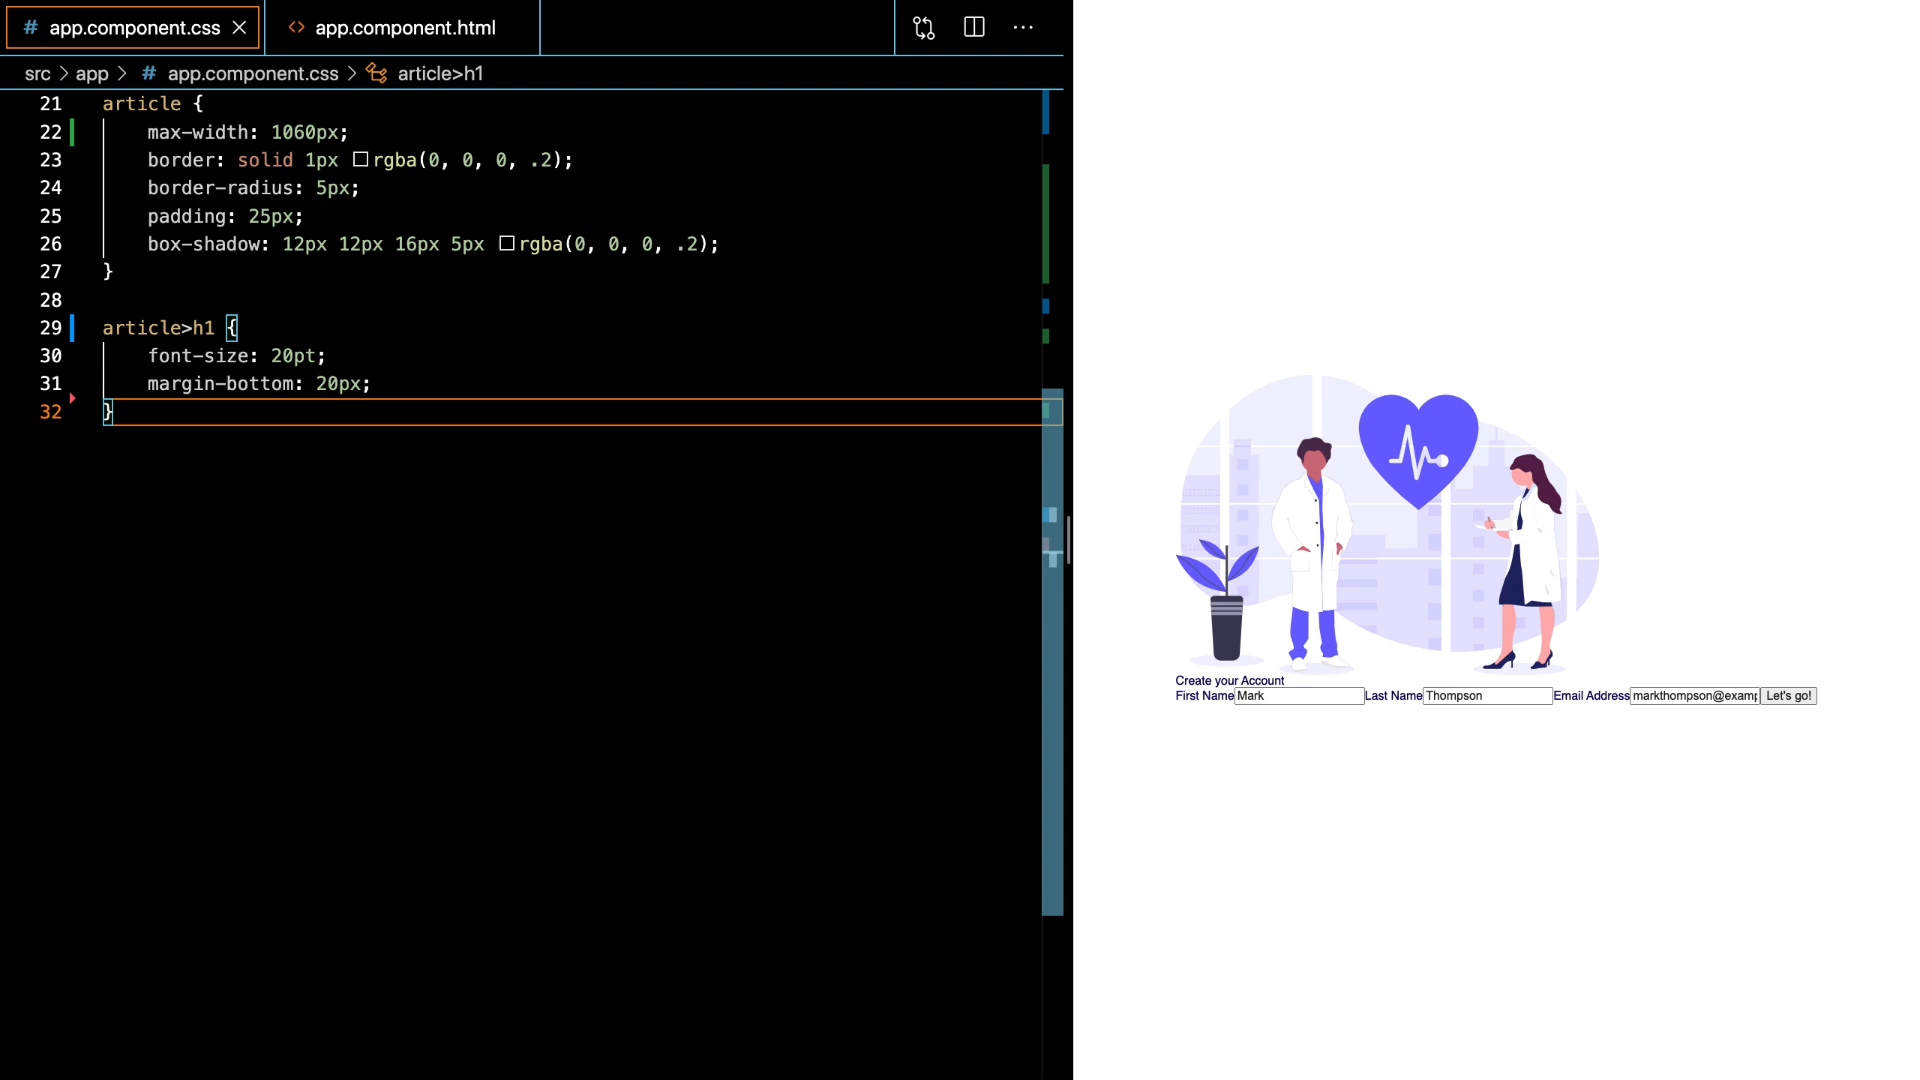 # app.component.css
<> app.component.html
src > app > # app.component.css > article>h1
21 article {
22 max-width: 1060px;
23 border: solid 1px rgba(0, 0, 0, .2);
24 border-radius: 5px;
25 padding: 25px;
26 box-shadow: 12px 12px 16px 5px rgba(0, 0, 0, .2);
27 }
28
29 article>h1 {
30 font-size: 20pt;
31 margin-bottom: 20px;
32 }
Create your Account
First Name Mark Last Name Thompson Email Address markthompson@examp Let's go!